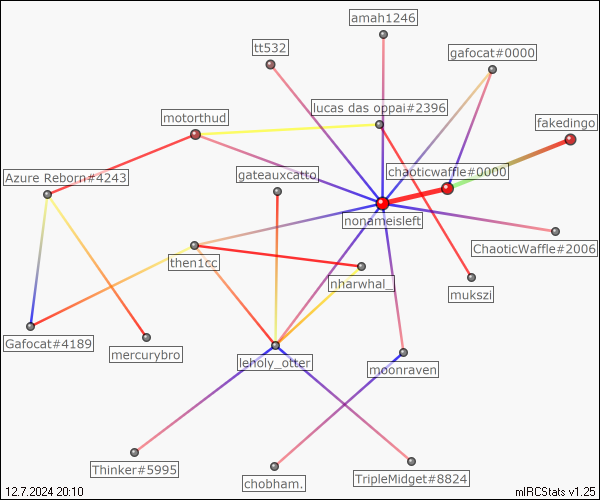 amah1246
tt532
gafocat#0000
lucas das oppai#2396
motorthud
fakedingo
Azure Reborn#4243
gateauxcatto
chaoticwaffle#0000
nonameisleft
ChaoticWaffle#2006
then1cc
nharwhal_
mukszi
Gafocat#4189
mercurybro
leholy_otter
moonraven
Thinker#5995
chobham.
TripleMidget#8824
12.7.2024 20:10
mIRCStats v1.25